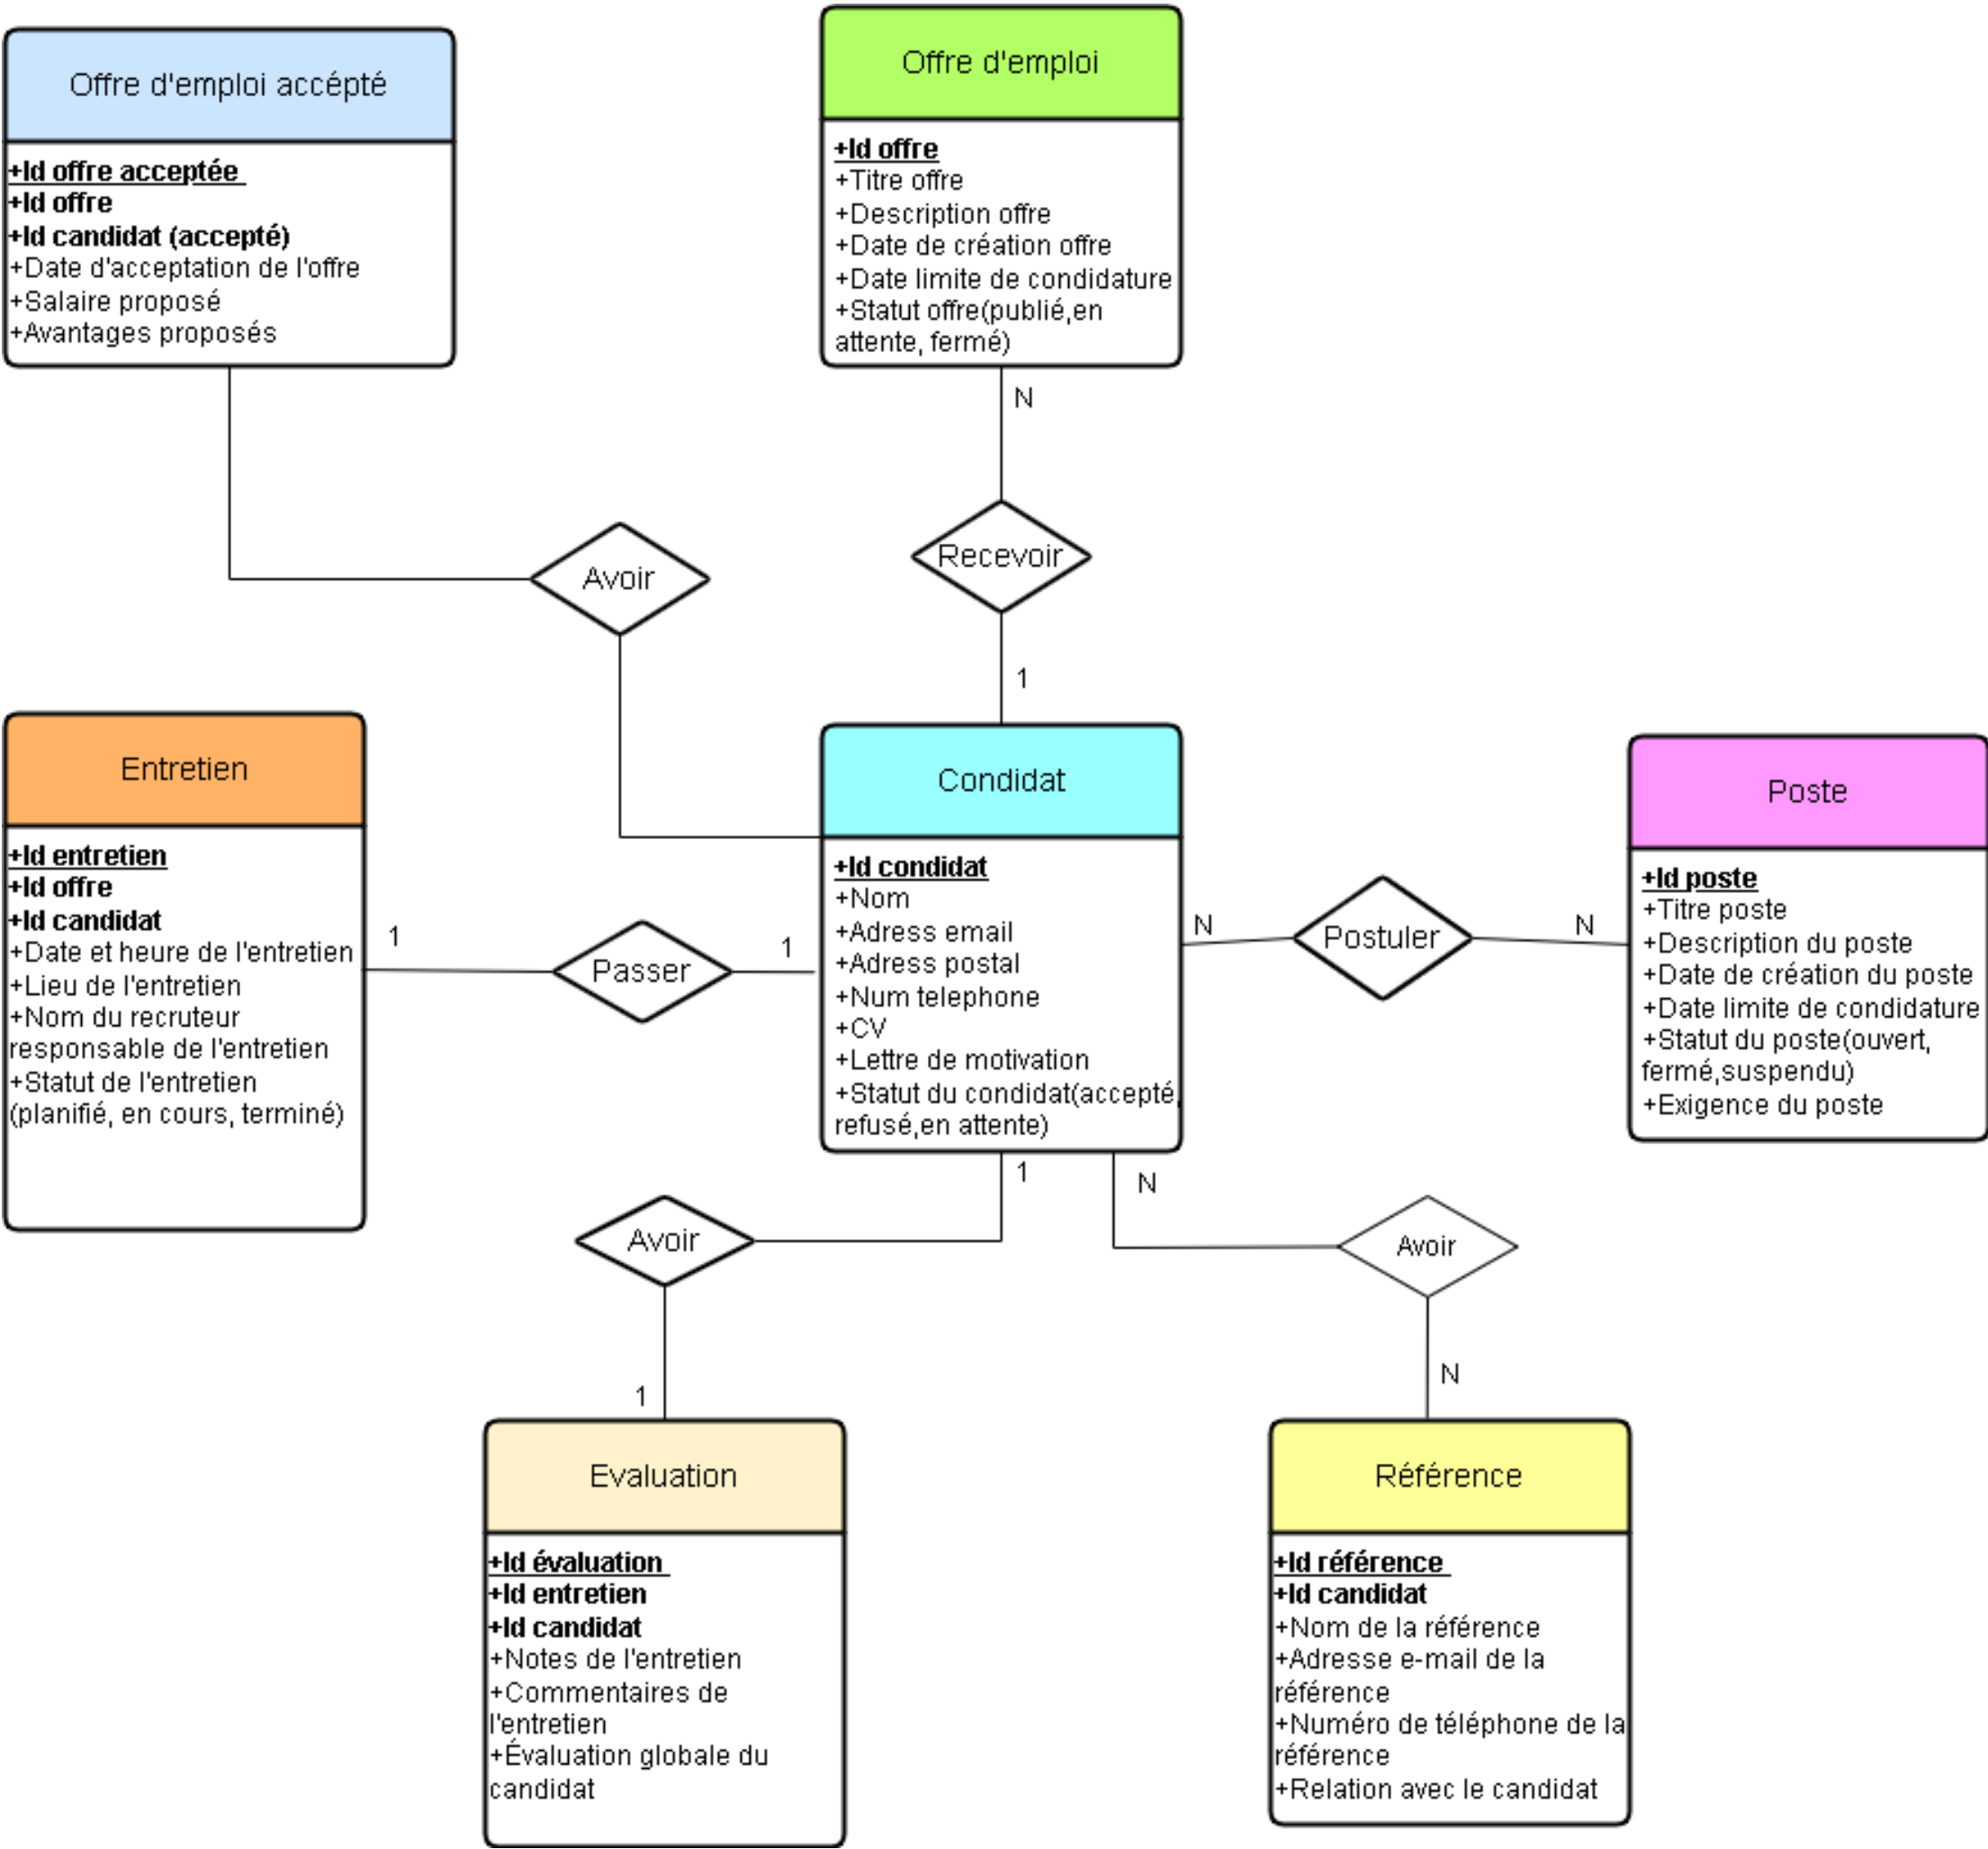 Offre d'emploi accépté
+Id offre acceptée
+Id offre
+Id candidat (accepté)
+Date d'acceptation de l'offre
+Salaire proposé
+Avantages proposés
Offre d'emploi
+Id offre
+Titre offre
+Description offre
+Date de création offre
+Date limite de condidature
+Statut offre(publié,en
attente, fermé)
N
Avoir
Recevoir
1
Entretien
+Id entretien
+Id offre
+Id candidat
+Date et heure de l'entretien
+Lieu de l'entretien
+Nom du recruteur
responsable de l'entretien
+Statut de l'entretien
(planifié, en cours, terminé)
1
Passer
1
Condidat
+Id condidat
+Nom
+Adress email
+Adress postal
+Num telephone
+CV
+Lettre de motivation
+Statut du condidat(accepté,
refusé,en attente)
N
Postuler
N
Poste
+Id poste
+Titre poste
+Description du poste
+Date de création du poste
+Date limite de condidature
+Statut du poste(ouvert,
fermé,suspendu)
+Exigence du poste
1
N
Avoir
Avoir
1
N
Evaluation
+Id évaluation
+Id entretien
+Id candidat
+Notes de l'entretien
+Commentaires de
l'entretien
+Évaluation globale du
candidat
Référence
+Id référence
+Id candidat
+Nom de la référence
+Adresse e-mail de la
référence
+Numéro de téléphone de la
référence
+Relation avec le candidat